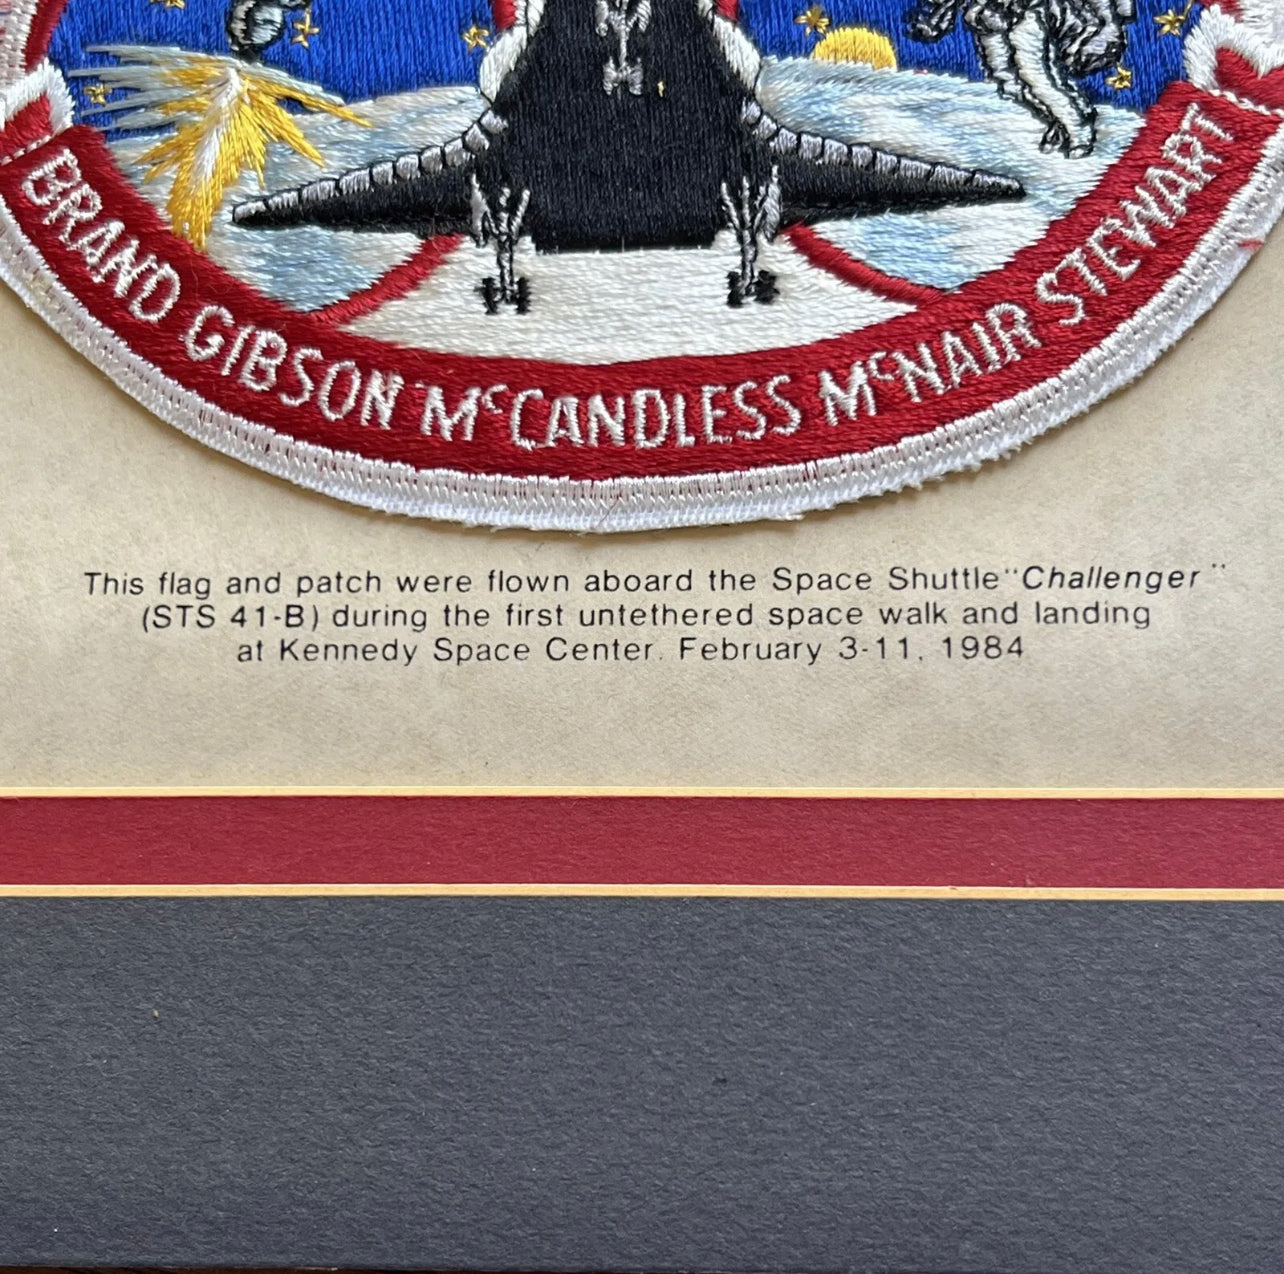 BRAND GIBSON McCANDLESS McNAIR STEWART
This flag and patch were flown aboard the Space Shuttle "Challenger"
(STS 41-B) during the first untethered space walk and landing
at Kennedy Space Center. February 3-11, 1984